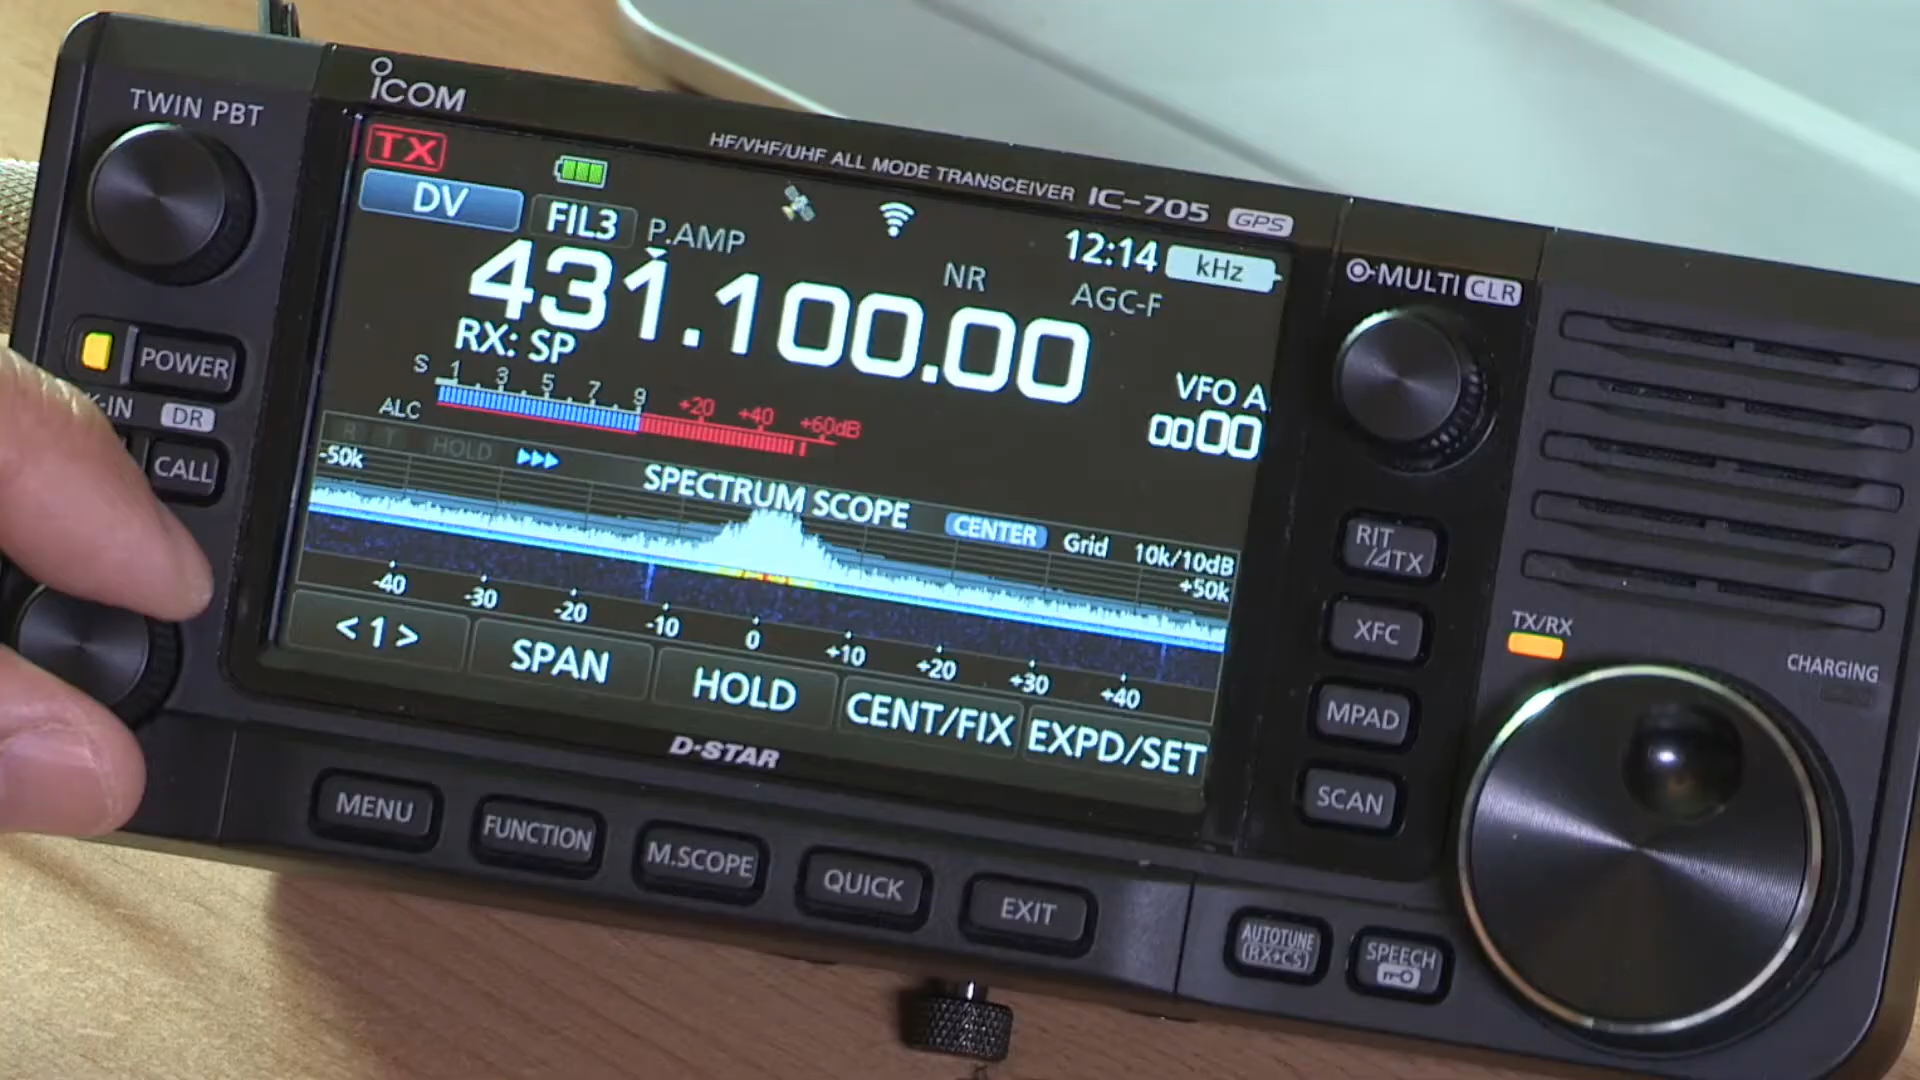 ICOM
HF/VHF/UHF ALL MODE TRANSCEIVER IC-705 GPS
TWIN PBT
TX
DV FIL3 P.AMP
12:14 kHz
NR AGC-F
431.100.00
RX: SP
VFO A
0000
S 1 . 3 . 5 . 7 . 9 +20 +40 +60dB
ALC
HOLD
-50k SPECTRUM SCOPE CENTER Grid 10k/10dB
+50k
-40 -30 -20 -10 0 +10 +20 +30 +40
< 1 > SPAN HOLD CENT/FIX EXPD/SET
D-STAR
POWER
-IN DR
CALL
MENU FUNCTION M.SCOPE QUICK EXIT
MULTI CLR
RIT
/⊿TX
XFC
MPAD
SCAN
TX/RX
CHARGING
AUTOTUNE
(RX+CS)
SPEECH